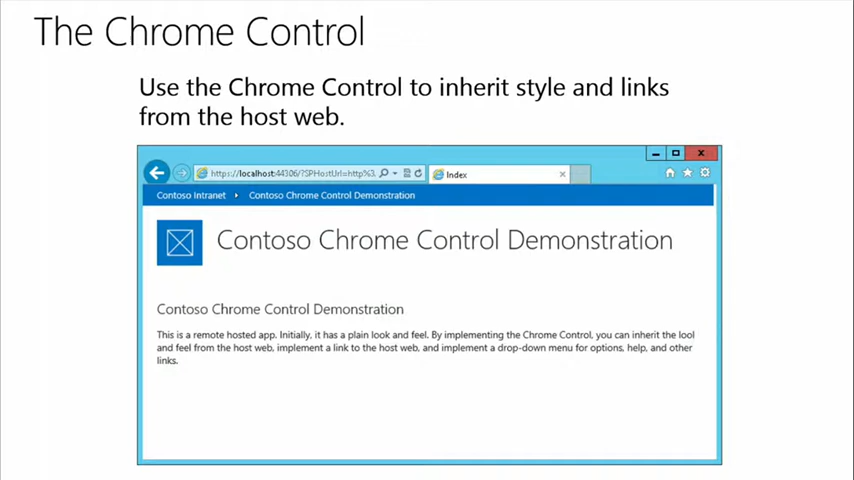 The Chrome Control
Use the Chrome Control to inherit style and links
from the host web.
https://localhost:44306/?SPHostUrl=http%3.
Index
Contoso Intranet
Contoso Chrome Control Demonstration
Contoso Chrome Control Demonstration
Contoso Chrome Control Demonstration
This is a remote hosted app. Initially, it has a plain look and feel. By implementing the Chrome Control, you can inherit the lool
and feel from the host web, implement a link to the host web, and implement a drop-down menu for options, help, and other
links.